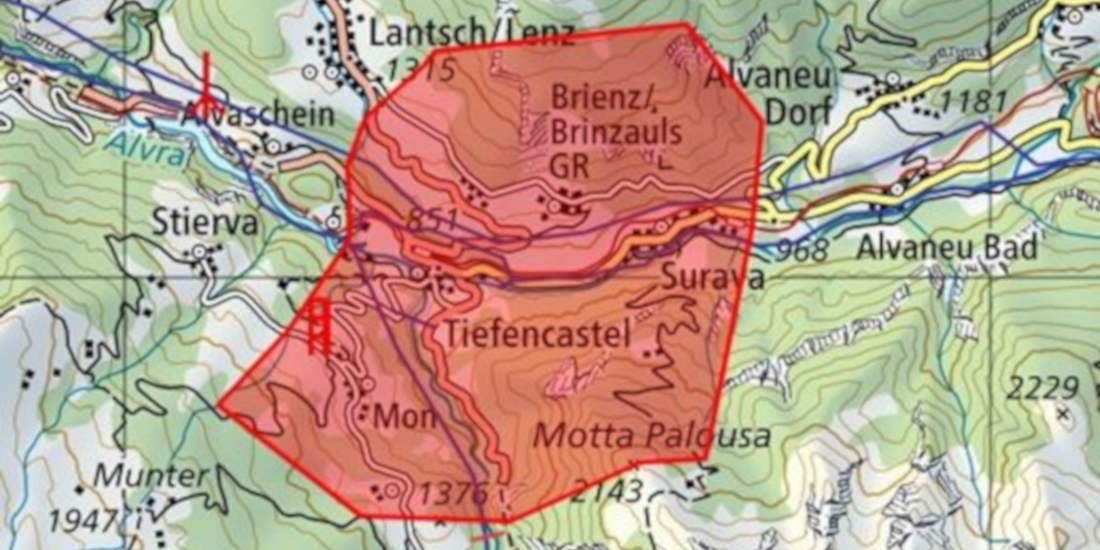 Lantsch/Lenz
1315
Alvaneu
Dorf
1181
Brienz/
Brinzauls
GR
Alvaschein
Alvra
Stierva
851
968
Alvaneu Bad
Surava
Tiefencastel
2229
Mon
Motta Palousa
Munter
1376
2143
1947